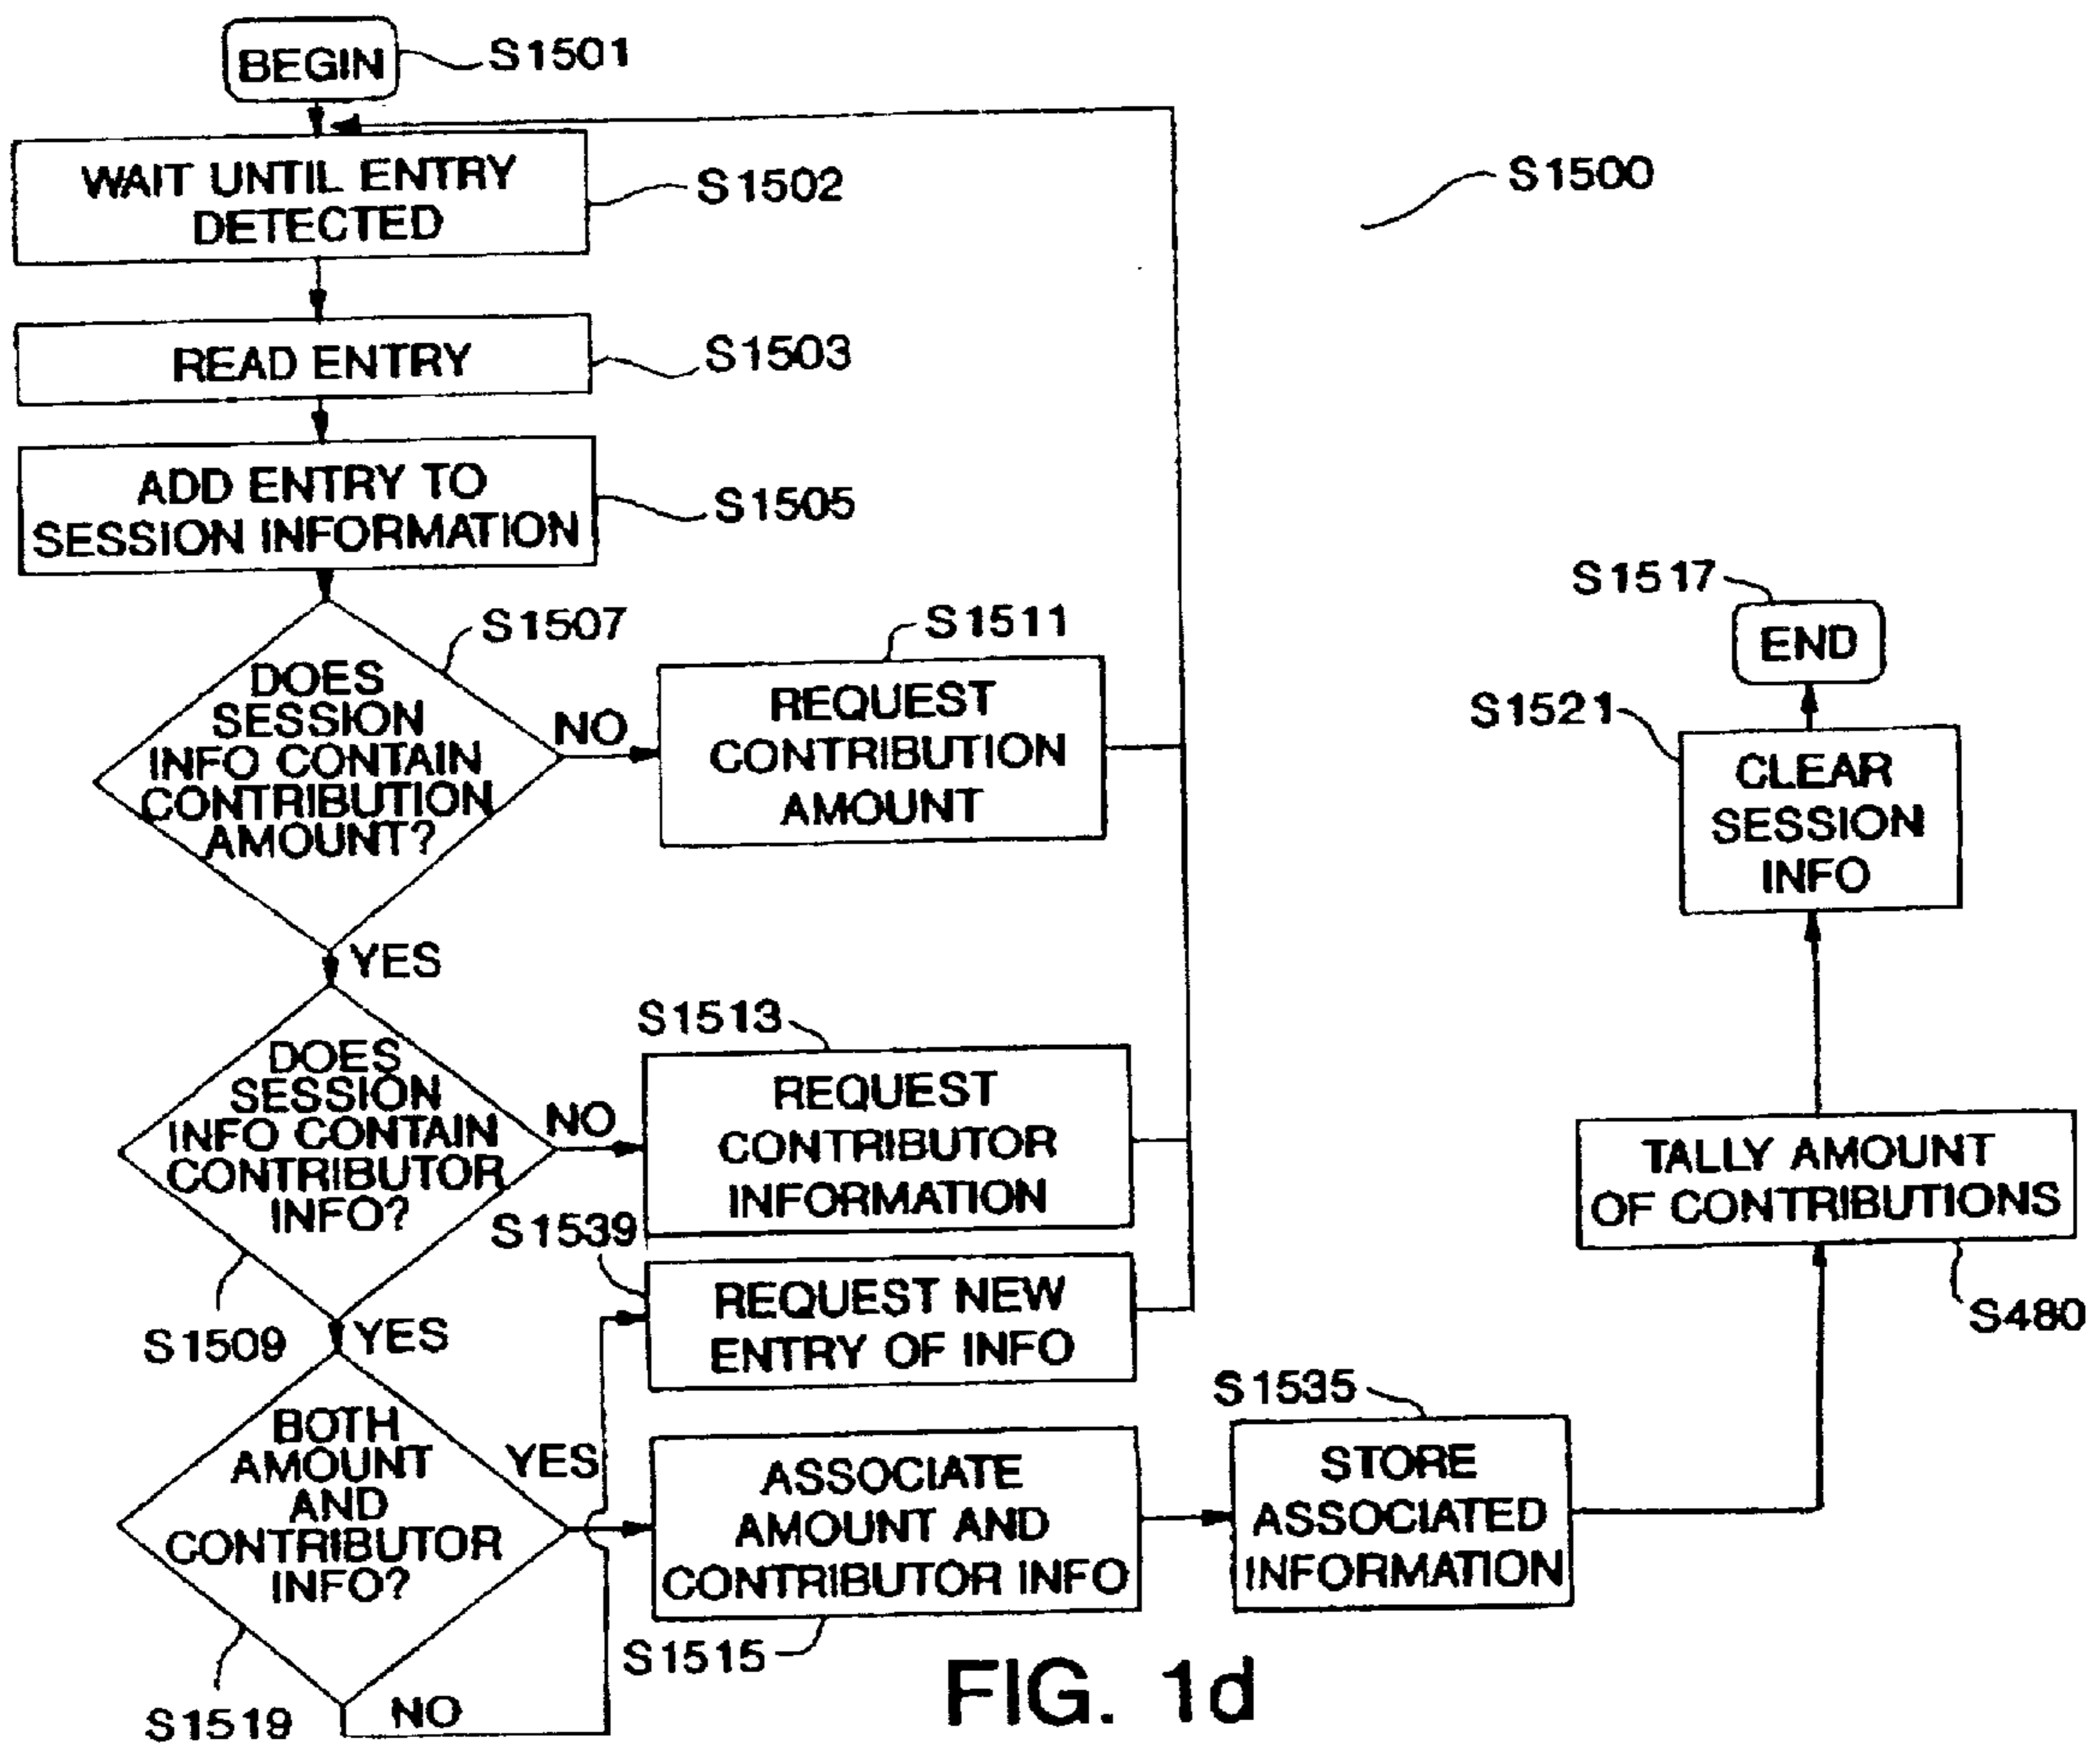 BEGIN
S1501
WAIT UNTIL ENTRY
DETECTED
S1502
S1500
READ ENTRY
S1503
ADD ENTRY TO
SESSION INFORMATION
S1505
DOES
SESSION
INFO CONTAIN
CONTRIBUTION
AMOUNT?
S1507
NO
S1511
REQUEST
CONTRIBUTION
AMOUNT
YES
DOES
SESSION
INFO CONTAIN
CONTRIBUTOR
INFO?
S1509
NO
S1513
REQUEST
CONTRIBUTOR
INFORMATION
S1539
REQUEST NEW
ENTRY OF INFO
YES
BOTH
AMOUNT
AND
CONTRIBUTOR
INFO?
S1519
NO
YES
ASSOCIATE
AMOUNT AND
CONTRIBUTOR INFO
S1515
S1535
STORE
ASSOCIATED
INFORMATION
TALLY AMOUNT
OF CONTRIBUTIONS
S480
S1521
CLEAR
SESSION
INFO
S1517
END
FIG. 1d